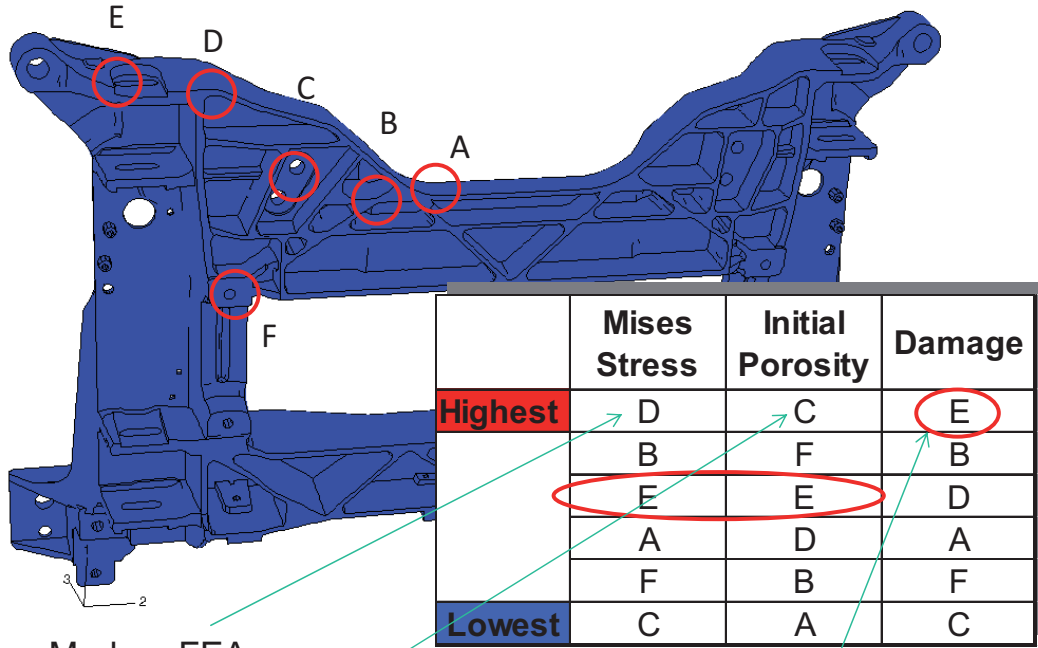 E
D
C
B
A
F
Mises Stress Initial Porosity Damage
Highest D C E
B F B
E E D
A D A
F B F
Lowest C A C
3
2